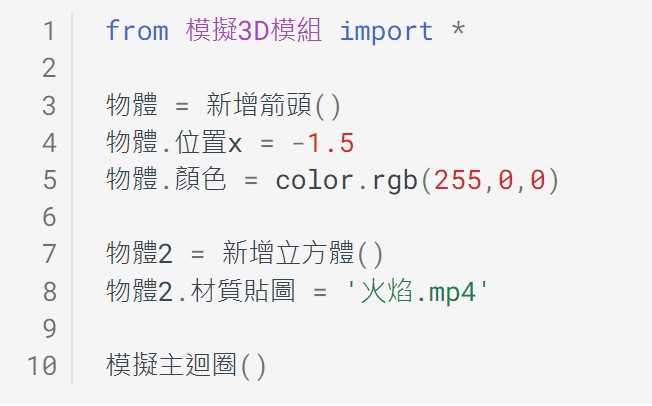 1 from 模擬3D模組 import *
2
3 物體 = 新增箭頭()
4 物體.位置x = -1.5
5 物體.顏色 = color.rgb(255,0,0)
6
7 物體2 = 新增立方體()
8 物體2.材質貼圖 = '火焰.mp4'
9
10 模擬主迴圈()